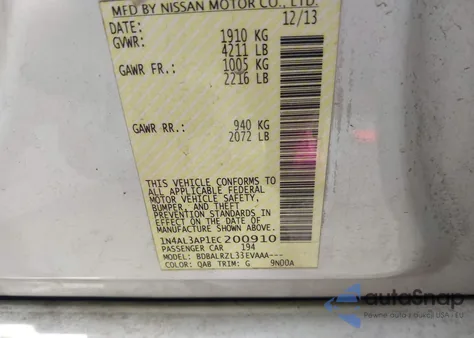 MFD BY NISSAN MOTOR CO., LTD.
DATE: 12/13
GVWR: 1910 KG
4211 LB
GAWR FR.: 1005 KG
2216 LB
GAWR RR.: 940 KG
2072 LB
THIS VEHICLE CONFORMS TO
ALL APPLICABLE FEDERAL
MOTOR VEHICLE SAFETY,
BUMPER, AND THEFT
PREVENTION STANDARDS IN
EFFECT ON THE DATE OF
MANUFACTURE SHOWN ABOVE.
1N4AL3AP1EC200910
PASSENGER CAR 194
MODEL: BDBALRZL33EVAAA---
COLOR: QAB TRIM: G 9N00A
autoSnap